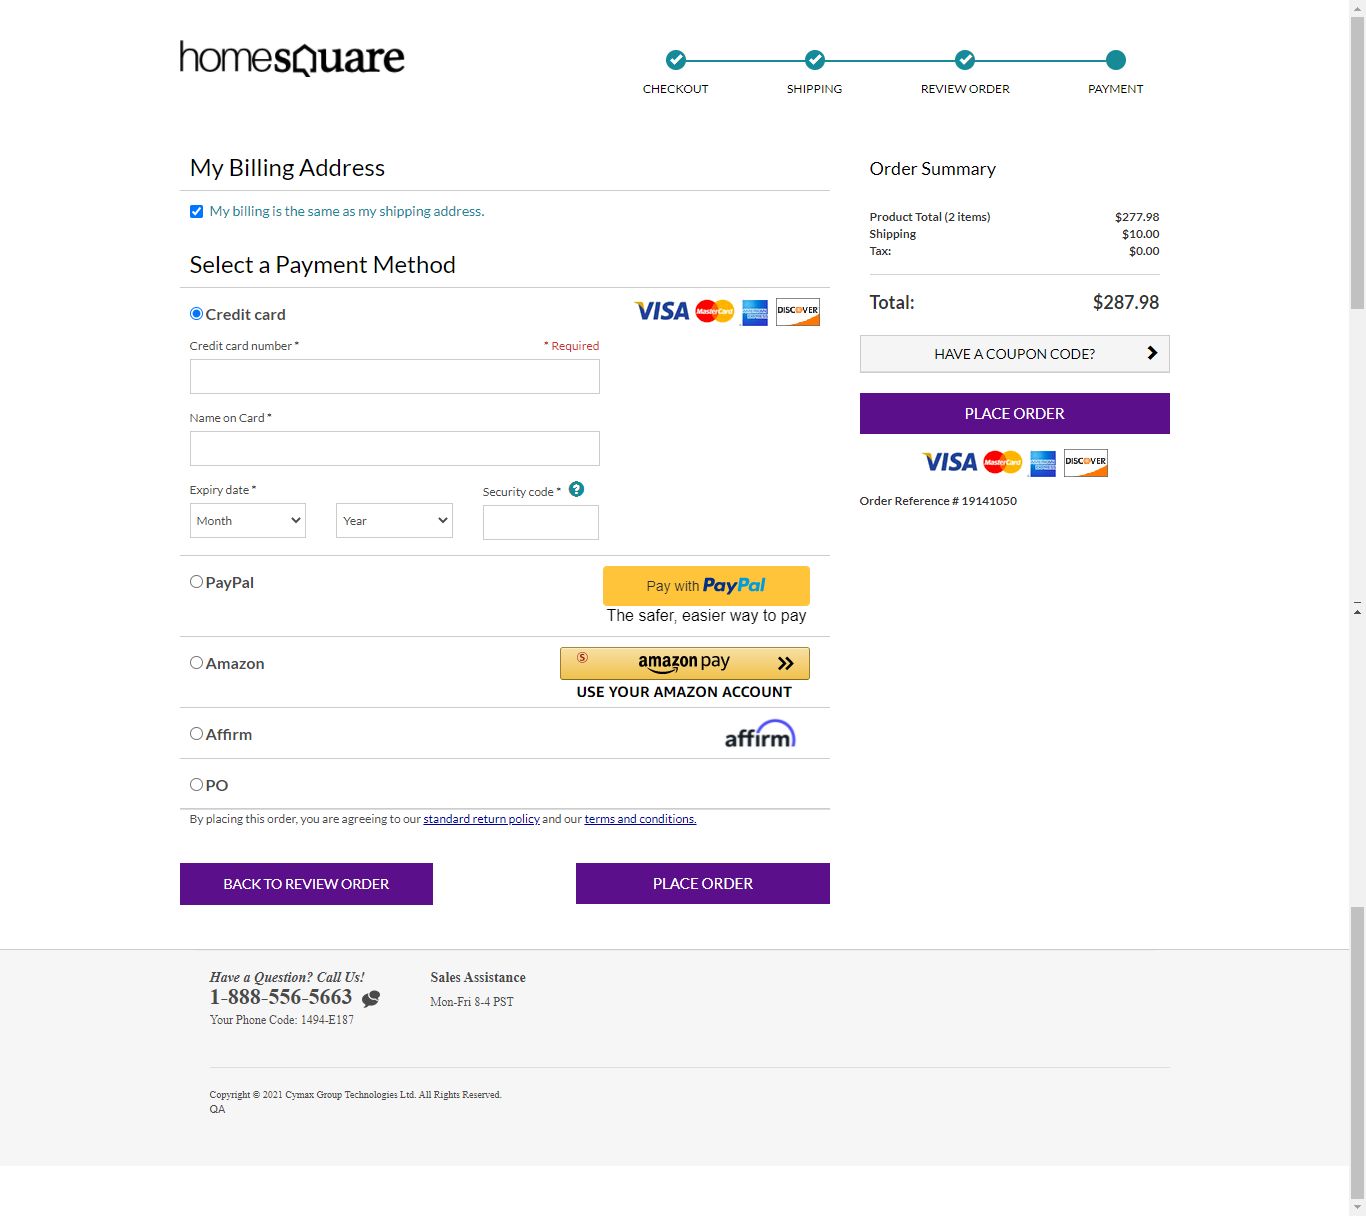 homesquare
CHECKOUT SHIPPING REVIEW ORDER PAYMENT
My Billing Address
My billing is the same as my shipping address.
Select a Payment Method
Credit card VISA MasterCard AMERICAN EXPRESS DISCOVER
Credit card number * * Required
Name on Card *
Expiry date * Security code * ?
Month Year
PayPal Pay with PayPal
The safer, easier way to pay
Amazon S amazon pay
USE YOUR AMAZON ACCOUNT
Affirm affirm
PO
By placing this order, you are agreeing to our standard return policy and our terms and conditions.
BACK TO REVIEW ORDER PLACE ORDER
Order Summary
Product Total (2 items) $277.98
Shipping $10.00
Tax: $0.00
Total: $287.98
HAVE A COUPON CODE?
PLACE ORDER
VISA MasterCard AMERICAN EXPRESS DISCOVER
Order Reference # 19141050
Have a Question? Call Us!
1-888-556-5663
Your Phone Code: 1494-E187
Sales Assistance
Mon-Fri 8-4 PST
Copyright © 2021 Cymax Group Technologies Ltd. All Rights Reserved.
QA